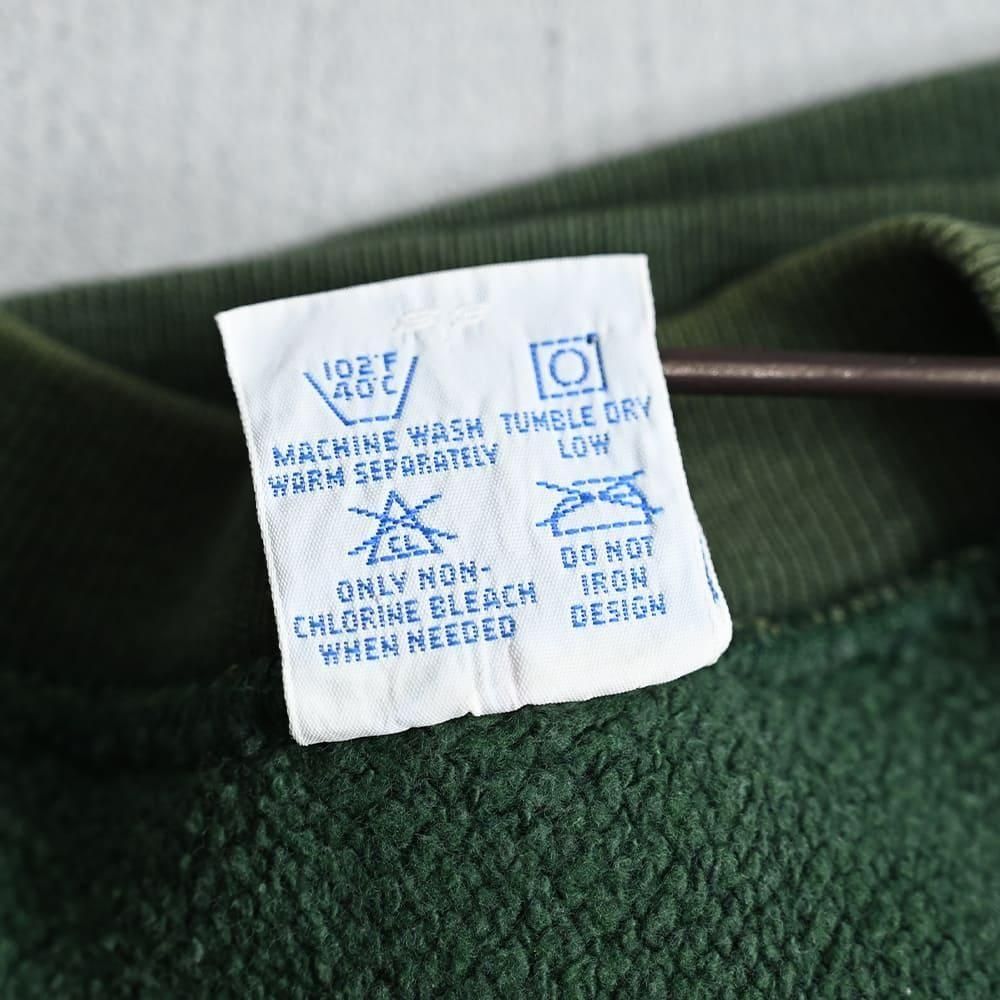 102°F
40°C
MACHINE WASH
WARM SEPARATELY
TUMBLE DRY
LOW
CL
ONLY NON-
CHLORINE BLEACH
WHEN NEEDED
DO NOT
IRON
DESIGN